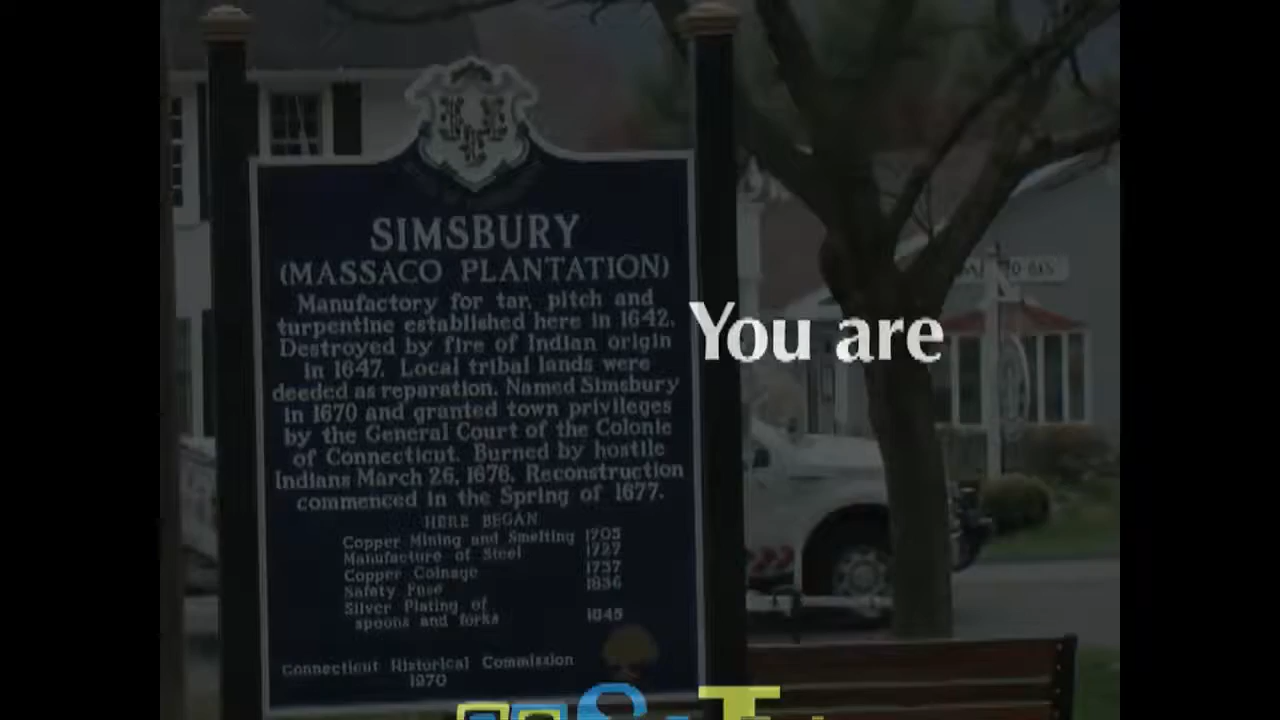 SIMSBURY
(MASSACO PLANTATION)
Manufactory for tar, pitch and
turpentine established here in 1642.
Destroyed by fire of Indian origin
in 1647. Local tribal lands were
deeded as reparation. Named Simsbury
in 1670 and granted town privileges
by the General Court of the Colonie
of Connecticut. Burned by hostile
Indians March 26, 1676. Reconstruction
commenced in the Spring of 1677.
HERE BEGAN
Copper Mining and Smelting 1705
Manufacture of Steel 1727
Copper Coinage 1737
Safety Fuse 1836
Silver Plating of
spoons and forks 1845
Connecticut Historical Commission
1970
You are